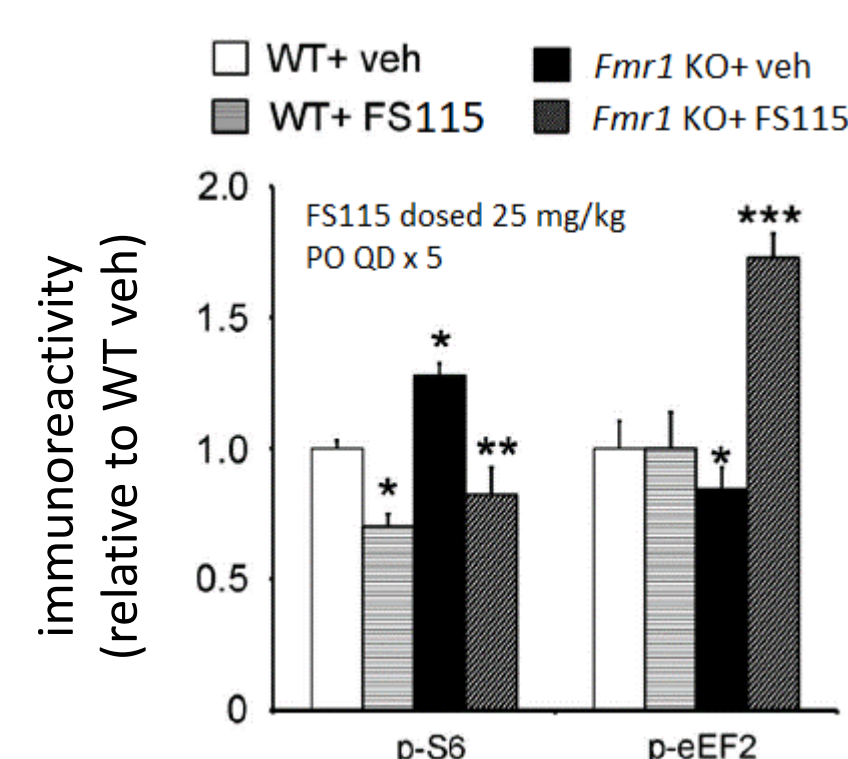 WT+ veh
Fmr1 KO+ veh
WT+ FS115
Fmr1 KO+ FS115
immunoreactivity
(relative to WT veh)
2.0
1.5
1.0
0.5
0
FS115 dosed 25 mg/kg
PO QD x 5
*
*
**
*
***
p-S6
p-eEF2